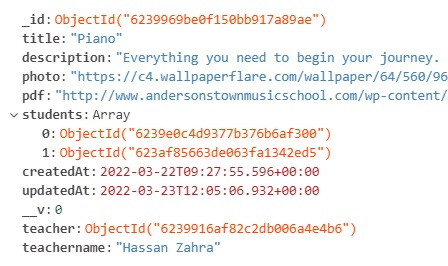 _id: ObjectId("6239969be0f150bb917a89ae")
title: "Piano"
description: "Everything you need to begin your journey.
photo: "https://c4.wallpaperflare.com/wallpaper/64/560/96
pdf: "http://www.andersonstownmusicschool.com/wp-content/
students: Array
0: ObjectId("6239e0c4d9377b376b6af300")
1: ObjectId("623af85663de063fa1342ed5")
createdAt: 2022-03-22T09:27:55.596+00:00
updatedAt: 2022-03-23T12:05:06.932+00:00
__v: 0
teacher: ObjectId("6239916af82c2db006a4e4b6")
teachername: "Hassan Zahra"